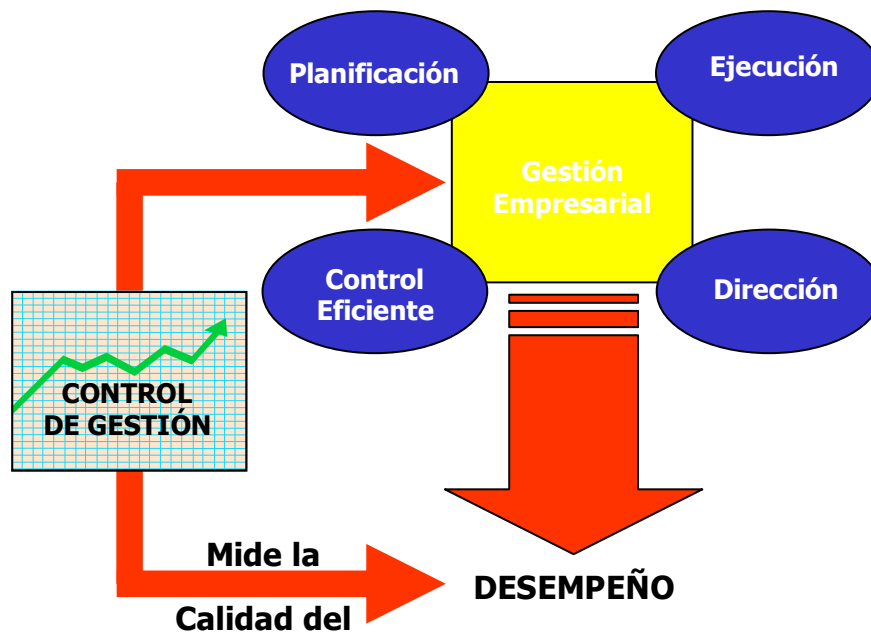 Planificación
Ejecución
Gestión
Empresarial
Control
Eficiente
Dirección
CONTROL
DE GESTIÓN
Mide la
Calidad del
DESEMPEÑO